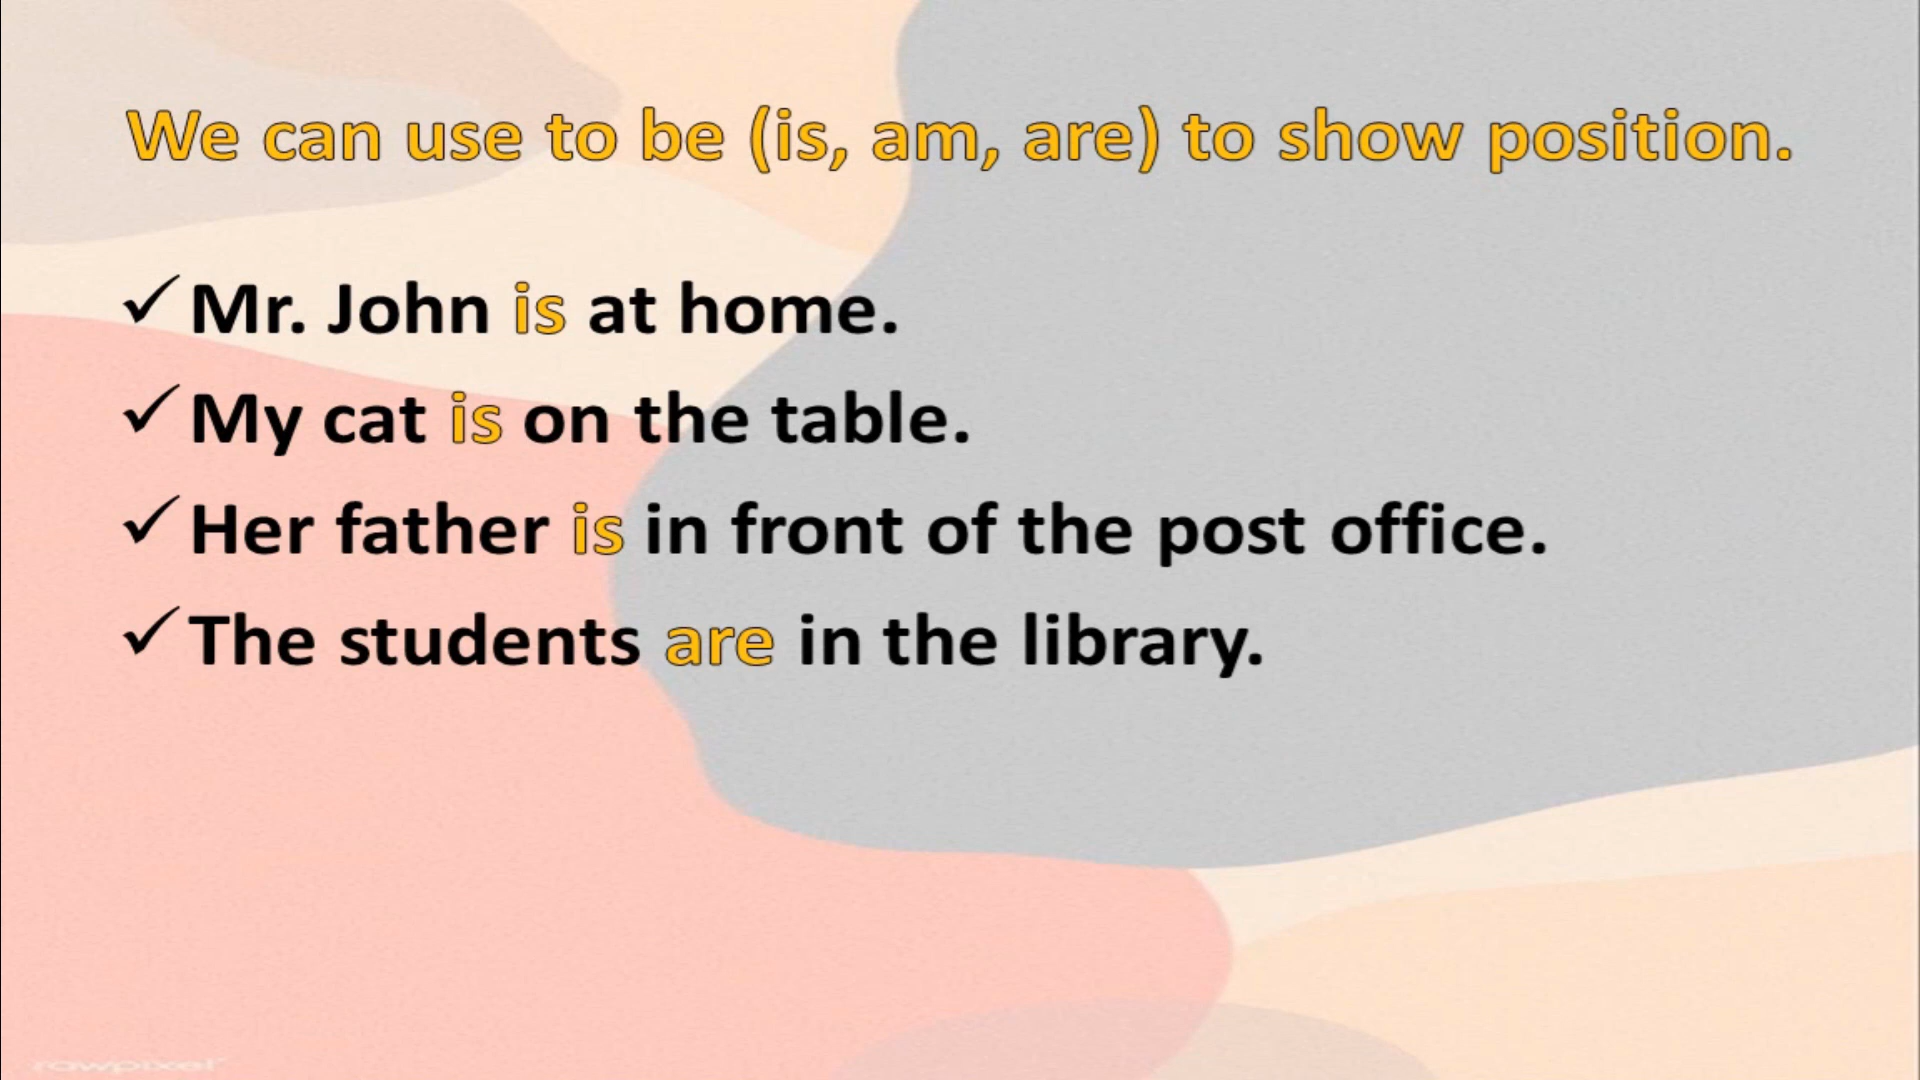 We can use to be (is, am, are) to show position.
✓ Mr. John is at home.
✓ My cat is on the table.
✓ Her father is in front of the post office.
✓ The students are in the library.
rawpixel